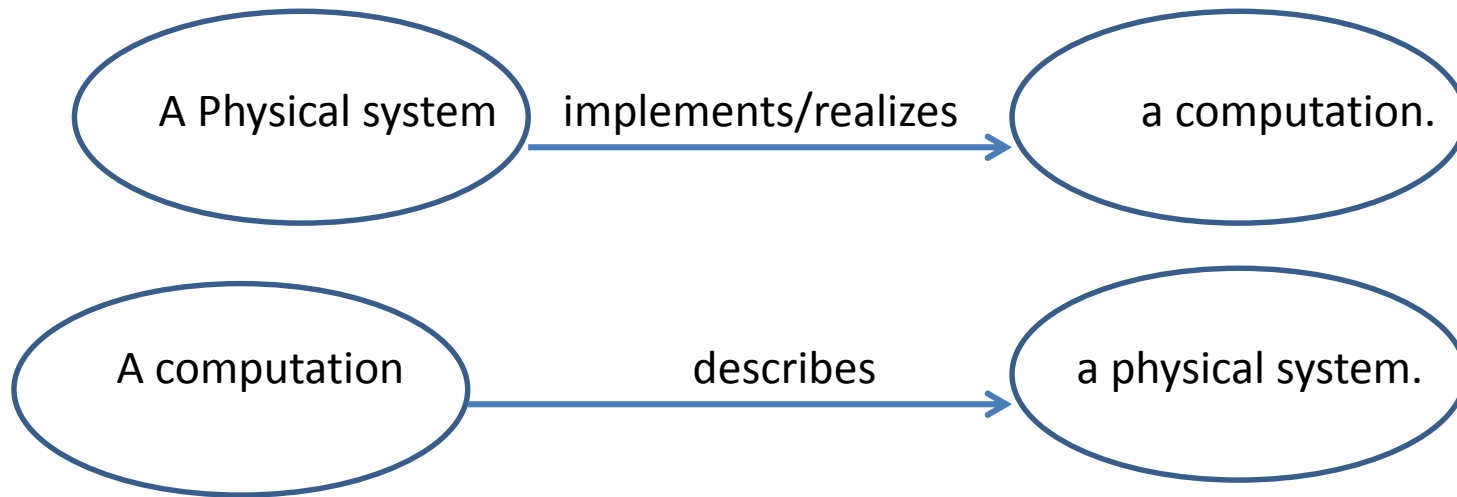 A Physical system implements/realizes a computation.
A computation describes a physical system.